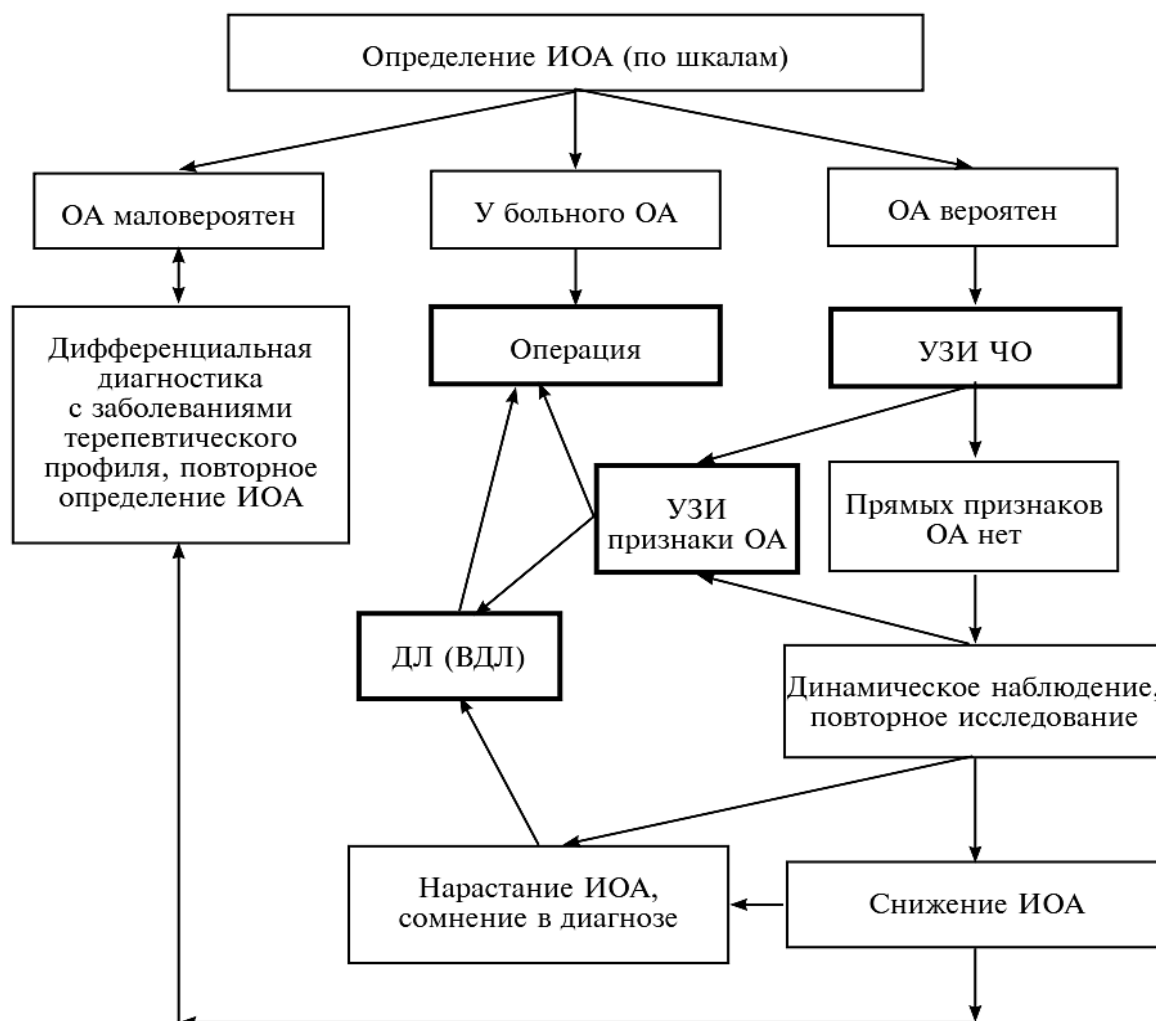 Определение ИОА (по шкалам)
ОА маловероятен
У больного ОА
ОА вероятен
Дифференциальная
диагностика
с заболеваниями
терепевтического
профиля, повторное
определение ИОА
Операция
УЗИ ЧО
УЗИ
признаки ОА
Прямых признаков
ОА нет
ДЛ (ВДЛ)
Динамическое наблюдение,
повторное исследование
Нарастание ИОА,
сомнение в диагнозе
Снижение ИОА